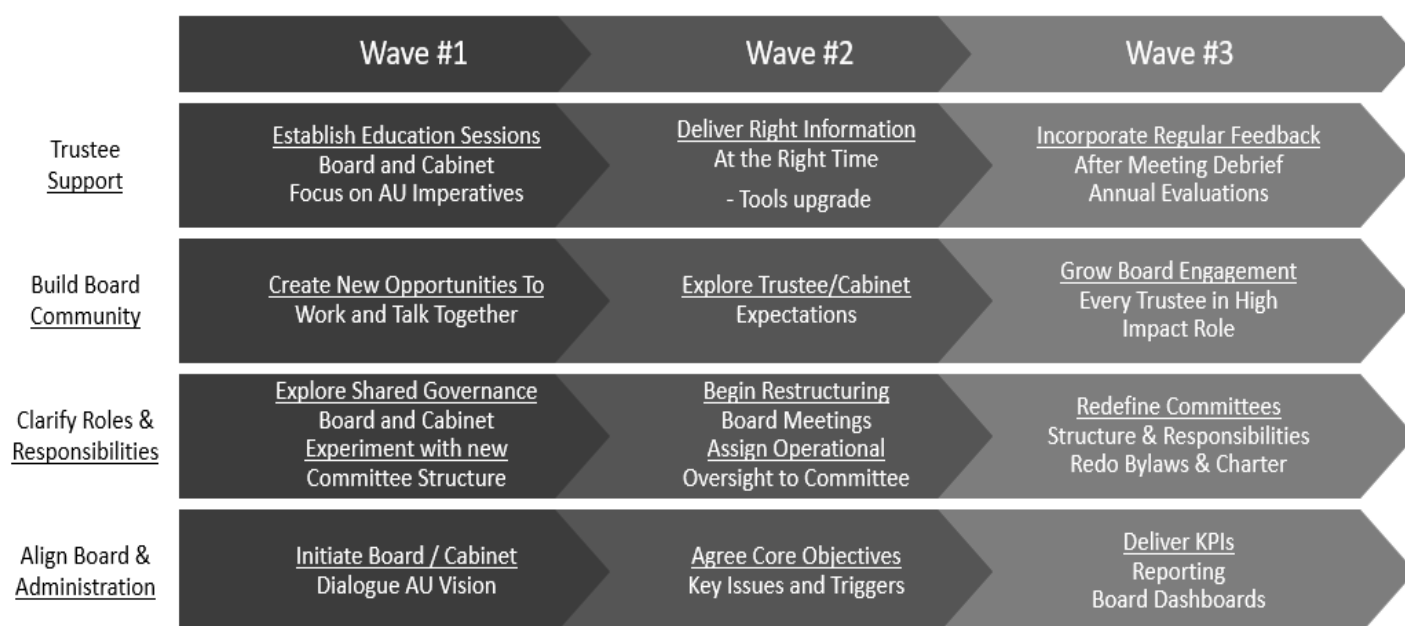 Wave #1
Wave #2
Wave #3
Trustee
Support
Establish Education Sessions
Board and Cabinet
Focus on AU Imperatives
Deliver Right Information
At the Right Time
- Tools upgrade
Incorporate Regular Feedback
After Meeting Debrief
Annual Evaluations
Build Board
Community
Create New Opportunities To
Work and Talk Together
Explore Trustee/Cabinet
Expectations
Grow Board Engagement
Every Trustee in High
Impact Role
Clarify Roles &
Responsibilities
Explore Shared Governance
Board and Cabinet
Experiment with new
Committee Structure
Begin Restructuring
Board Meetings
Assign Operational
Oversight to Committee
Redefine Committees
Structure & Responsibilities
Redo Bylaws & Charter
Align Board &
Administration
Initiate Board / Cabinet
Dialogue AU Vision
Agree Core Objectives
Key Issues and Triggers
Deliver KPIs
Reporting
Board Dashboards